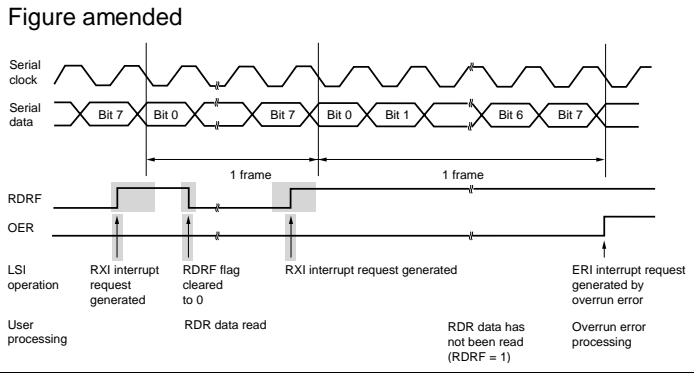 Figure amended
Serial
clock
Serial
data
Bit 7 Bit 0 Bit 7 Bit 0 Bit 1 Bit 6 Bit 7
1 frame 1 frame
RDRF
OER
LSI
operation
RXI interrupt
request
generated
RDRF flag
cleared
to 0
RXI interrupt request generated
ERI interrupt request
generated by
overrun error
User
processing
RDR data read
RDR data has
not been read
(RDRF = 1)
Overrun error
processing